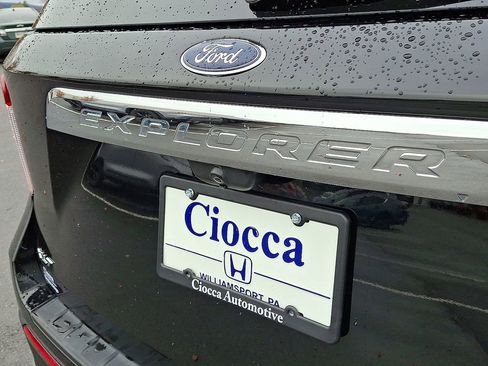 Ford
EXPLORER
Ciocca
WILLIAMSPORT, PA
Ciocca Automotive